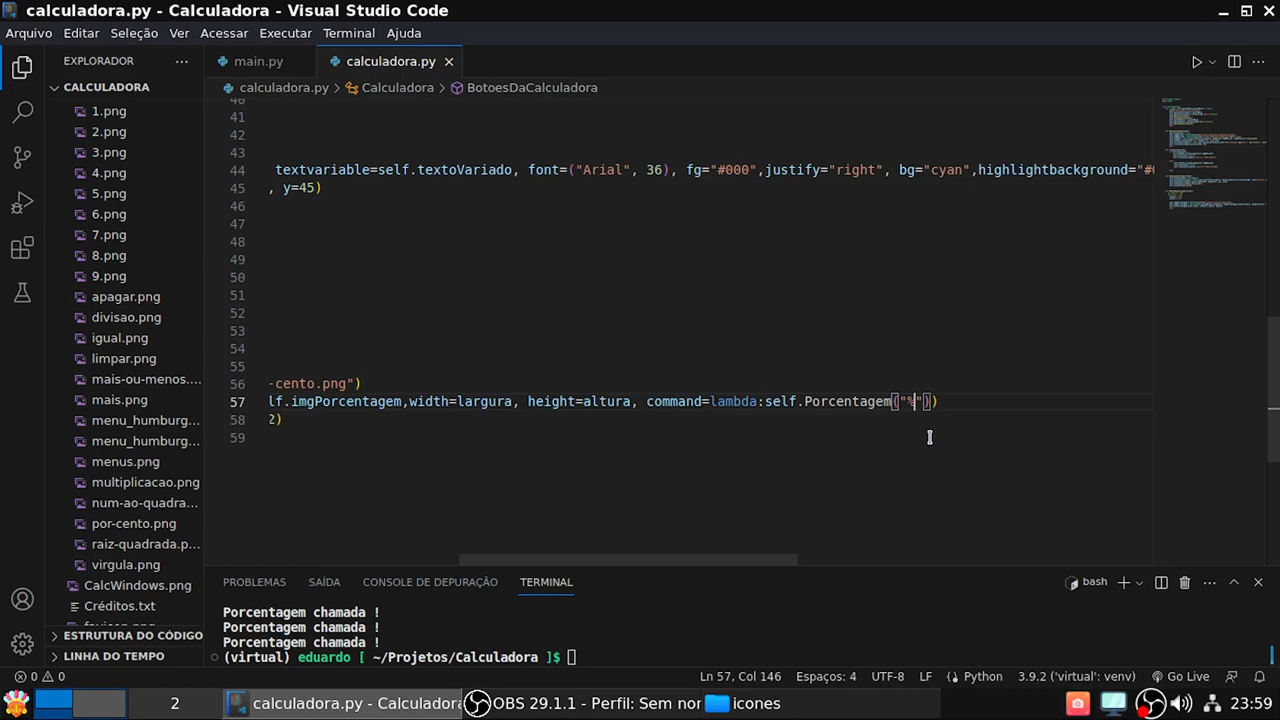 calculadora.py - Calculadora - Visual Studio Code
Arquivo Editar Seleção Ver Acessar Executar Terminal Ajuda
EXPLORADOR
main.py
calculadora.py
CALCULADORA
calculadora.py > Calculadora > BotoesDaCalculadora
1.png
2.png
3.png
4.png
5.png
6.png
7.png
8.png
9.png
apagar.png
divisao.png
igual.png
limpar.png
mais-ou-menos....
mais.png
menu_humburg...
menu_humburg...
menus.png
multiplicacao.png
num-ao-quadra...
por-cento.png
raiz-quadrada.p...
virgula.png
CalcWindows.png
Créditos.txt
ESTRUTURA DO CÓDIGO
LINHA DO TEMPO
40
41
42
43
44 textvariable=self.textoVariado, font=("Arial", 36), fg="#000",justify="right", bg="cyan",highlightbackground="#
45 , y=45)
46
47
48
49
50
51
52
53
54
55
56 -cento.png")
57 lf.imgPorcentagem,width=largura, height=altura, command=lambda:self.Porcentagem("%"))
58 2)
59
PROBLEMAS SAÍDA CONSOLE DE DEPURAÇÃO TERMINAL
bash
Porcentagem chamada !
Porcentagem chamada !
Porcentagem chamada !
(virtual) eduardo [ ~/Projetos/Calculadora ]$
0 0 Ln 57, Col 146 Espaços: 4 UTF-8 LF Python 3.9.2 ('virtual': venv) Go Live
2 calculadora.py - Calculadora OBS 29.1.1 - Perfil: Sem nom icones 23:59